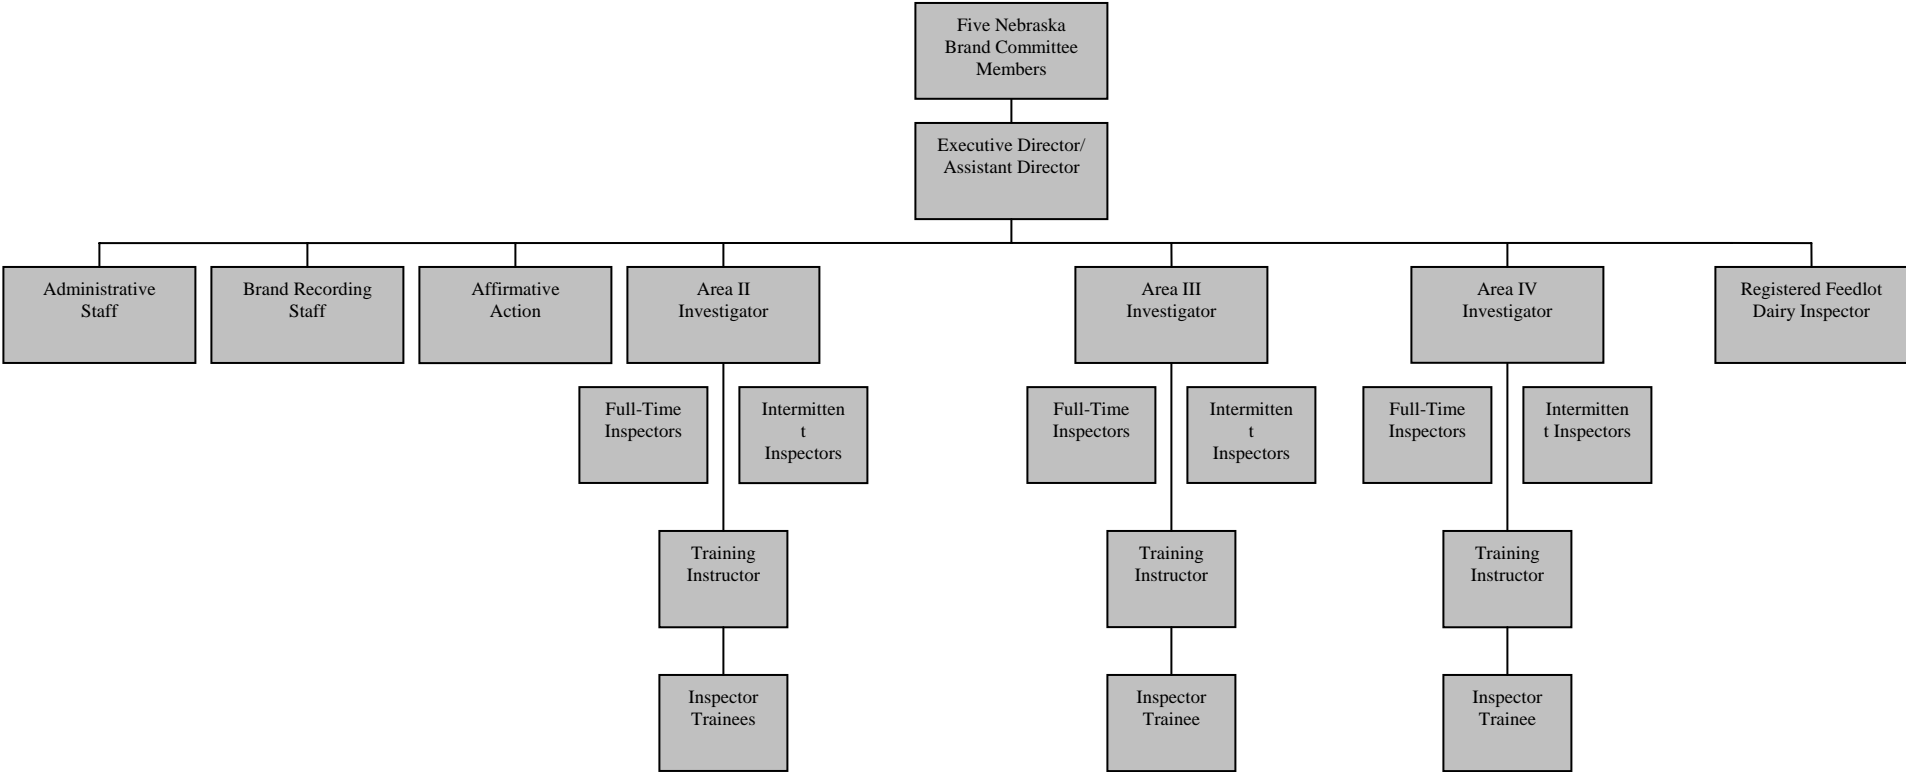 Five Nebraska
Brand Committee
Members
Executive Director/
Assistant Director
Administrative
Staff
Brand Recording
Staff
Affirmative
Action
Area II
Investigator
Area III
Investigator
Area IV
Investigator
Registered Feedlot
Dairy Inspector
Full-Time
Inspectors
Intermitten
t
Inspectors
Full-Time
Inspectors
Intermitten
t
Inspectors
Full-Time
Inspectors
Intermitten
t Inspectors
Training
Instructor
Training
Instructor
Training
Instructor
Inspector
Trainees
Inspector
Trainee
Inspector
Trainee